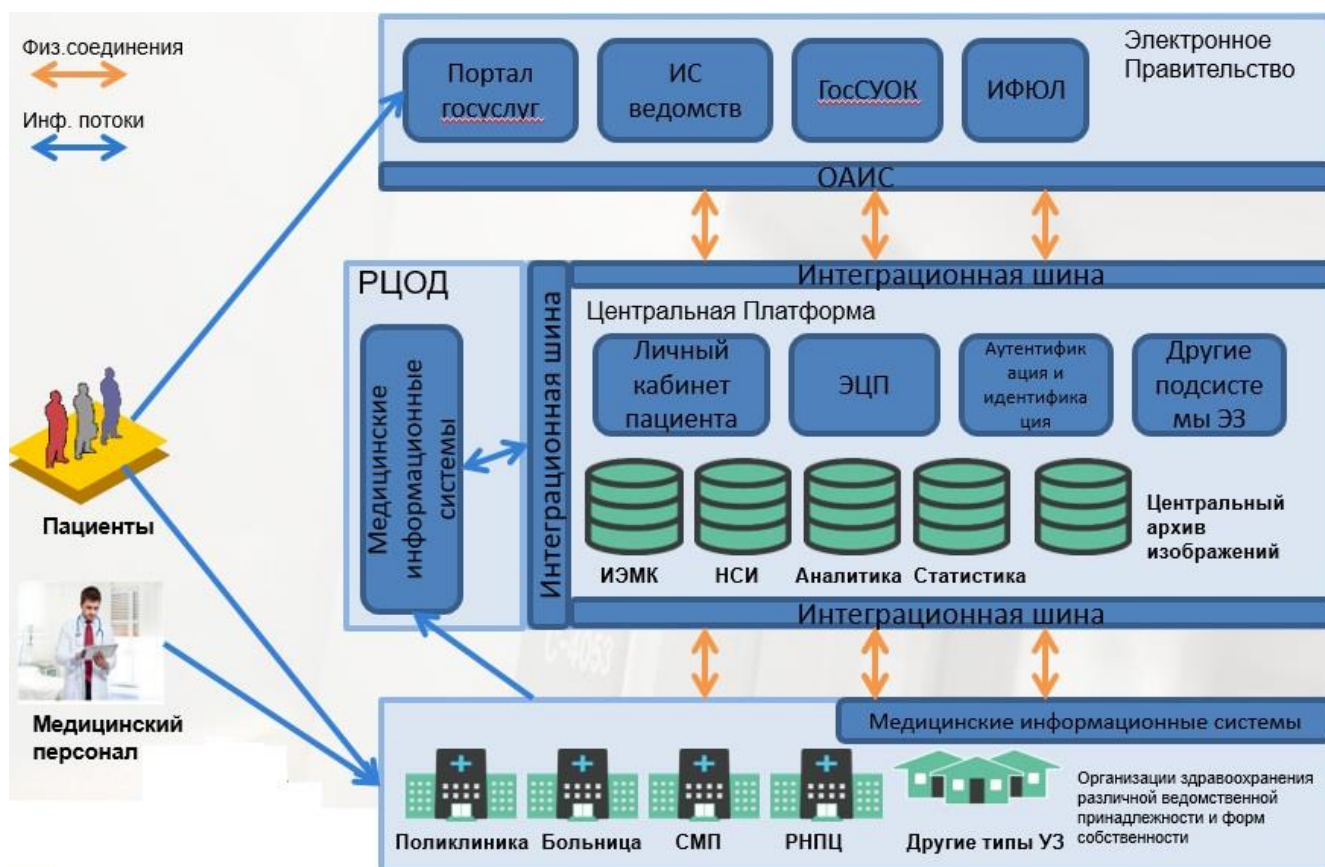 Физ.соединения
Инф. потоки
Электронное
Правительство
Портал
госуслуг
ИС
ведомств
ГосСУОК
ИФЮЛ
ОАИС
РЦОД
Медицинские
информационные
системы
Интеграционная шина
Интеграционная шина
Центральная Платформа
Личный
кабинет
пациента
ЭЦП
Аутентифик
ация и
идентифика
ция
Другие
подсисте
мы ЭЗ
ИЭМК
НСИ
Аналитика
Статистика
Центральный
архив
изображений
Интеграционная шина
Пациенты
Медицинский
персонал
С-4053
Медицинские информационные системы
Поликлиника
Больница
СМП
РНПЦ
Другие типы УЗ
Организации здравоохранения
различной ведомственной
принадлежности и форм
собственности